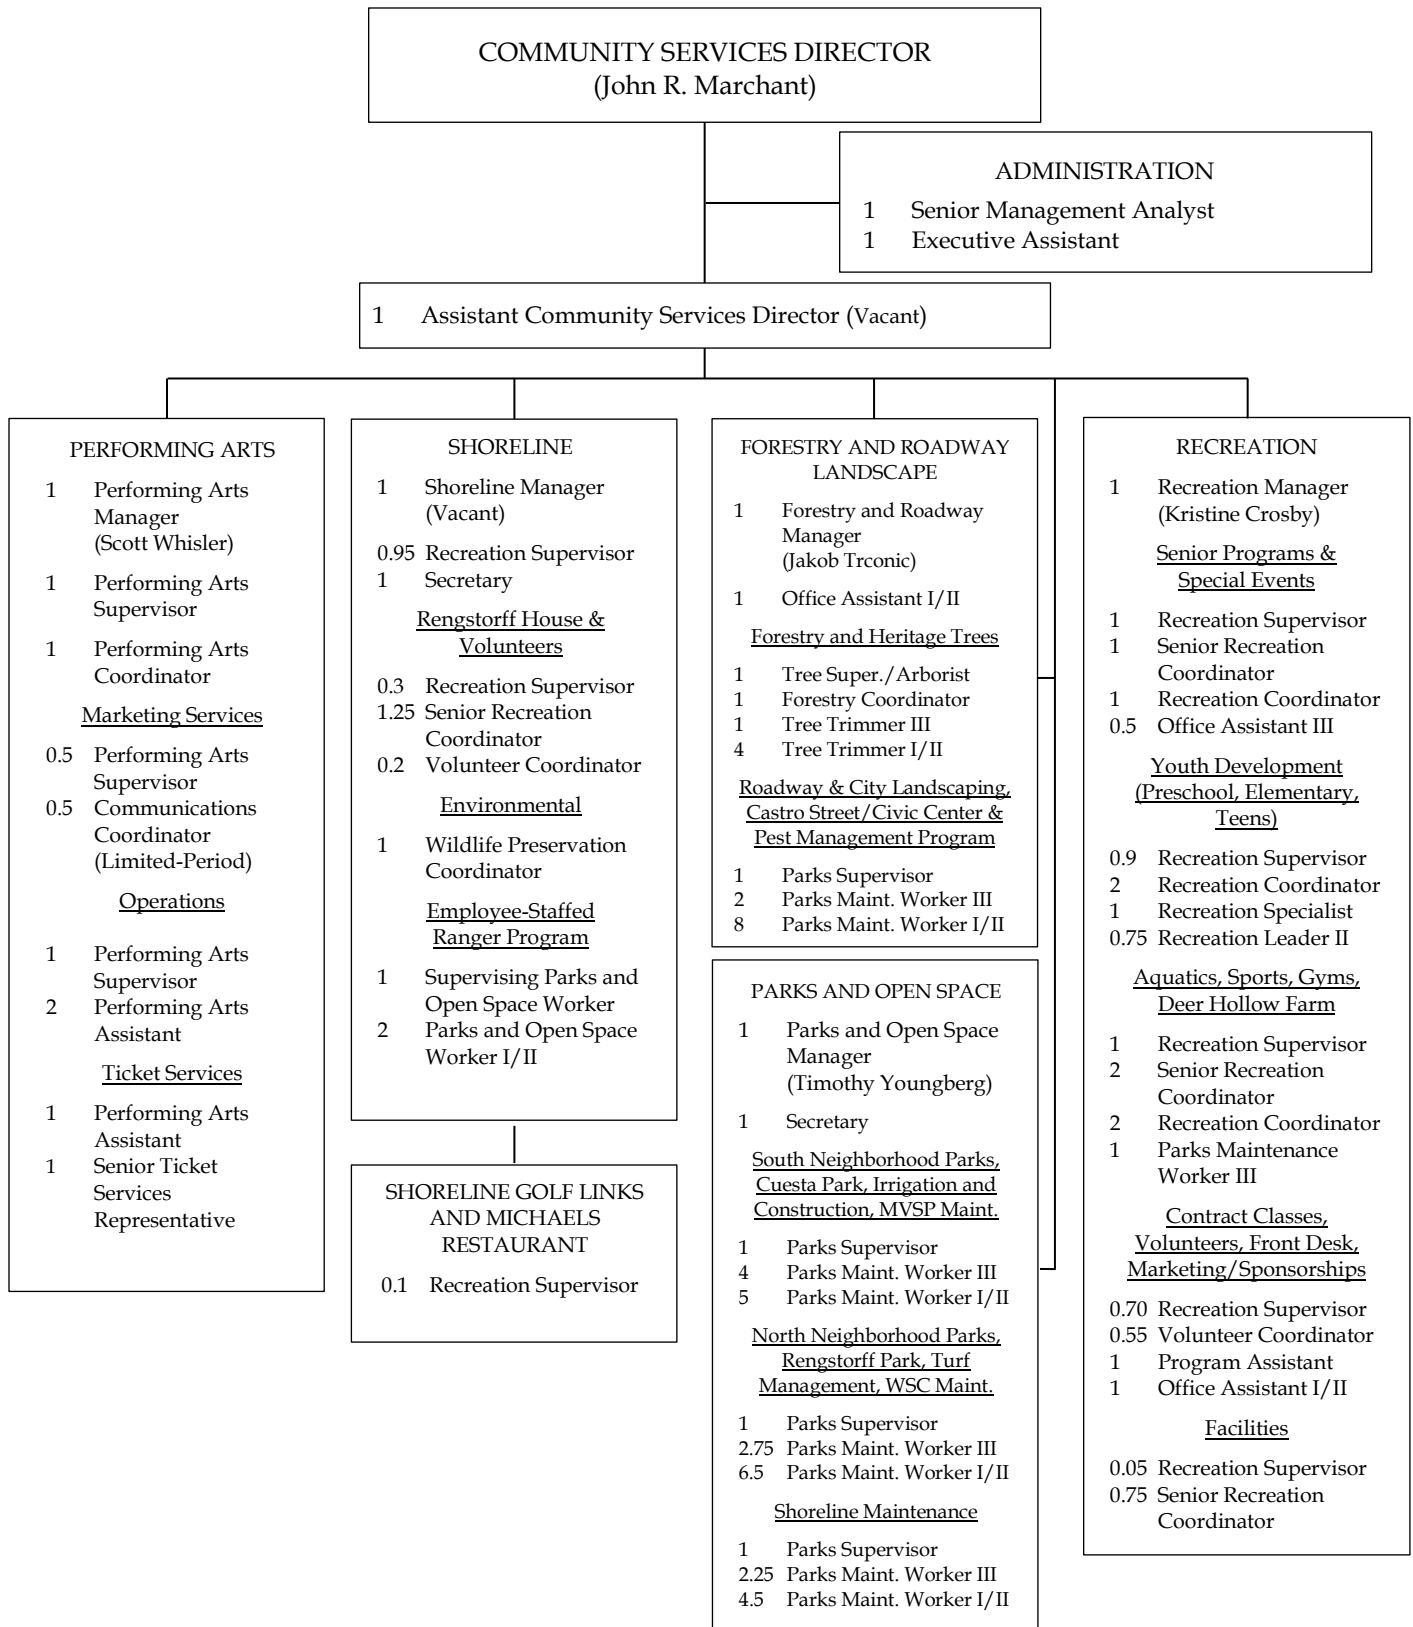 COMMUNITY SERVICES DIRECTOR
(John R. Marchant)
ADMINISTRATION
1 Senior Management Analyst
1 Executive Assistant
1 Assistant Community Services Director (Vacant)
PERFORMING ARTS
1 Performing Arts
Manager
(Scott Whisler)
1 Performing Arts
Supervisor
1 Performing Arts
Coordinator
Marketing Services
0.5 Performing Arts
Supervisor
0.5 Communications
Coordinator
(Limited-Period)
Operations
1 Performing Arts
Supervisor
2 Performing Arts
Assistant
Ticket Services
1 Performing Arts
Assistant
1 Senior Ticket
Services
Representative
SHORELINE
1 Shoreline Manager
(Vacant)
0.95 Recreation Supervisor
1 Secretary
Rengstorff House &
Volunteers
0.3 Recreation Supervisor
1.25 Senior Recreation
Coordinator
0.2 Volunteer Coordinator
Environmental
1 Wildlife Preservation
Coordinator
Employee-Staffed
Ranger Program
1 Supervising Parks and
Open Space Worker
2 Parks and Open Space
Worker I/II
SHORELINE GOLF LINKS
AND MICHAELS
RESTAURANT
0.1 Recreation Supervisor
FORESTRY AND ROADWAY
LANDSCAPE
1 Forestry and Roadway
Manager
(Jakob Trconic)
1 Office Assistant I/II
Forestry and Heritage Trees
1 Tree Super./Arborist
1 Forestry Coordinator
1 Tree Trimmer III
4 Tree Trimmer I/II
Roadway & City Landscaping,
Castro Street/Civic Center &
Pest Management Program
1 Parks Supervisor
2 Parks Maint. Worker III
8 Parks Maint. Worker I/II
PARKS AND OPEN SPACE
1 Parks and Open Space
Manager
(Timothy Youngberg)
1 Secretary
South Neighborhood Parks,
Cuesta Park, Irrigation and
Construction, MVSP Maint.
1 Parks Supervisor
4 Parks Maint. Worker III
5 Parks Maint. Worker I/II
North Neighborhood Parks,
Rengstorff Park, Turf
Management, WSC Maint.
1 Parks Supervisor
2.75 Parks Maint. Worker III
6.5 Parks Maint. Worker I/II
Shoreline Maintenance
1 Parks Supervisor
2.25 Parks Maint. Worker III
4.5 Parks Maint. Worker I/II
RECREATION
1 Recreation Manager
(Kristine Crosby)
Senior Programs &
Special Events
1 Recreation Supervisor
1 Senior Recreation
Coordinator
1 Recreation Coordinator
0.5 Office Assistant III
Youth Development
(Preschool, Elementary,
Teens)
0.9 Recreation Supervisor
2 Recreation Coordinator
1 Recreation Specialist
0.75 Recreation Leader II
Aquatics, Sports, Gyms,
Deer Hollow Farm
1 Recreation Supervisor
2 Senior Recreation
Coordinator
2 Recreation Coordinator
1 Parks Maintenance
Worker III
Contract Classes,
Volunteers, Front Desk,
Marketing/Sponsorships
0.70 Recreation Supervisor
0.55 Volunteer Coordinator
1 Program Assistant
1 Office Assistant I/II
Facilities
0.05 Recreation Supervisor
0.75 Senior Recreation
Coordinator